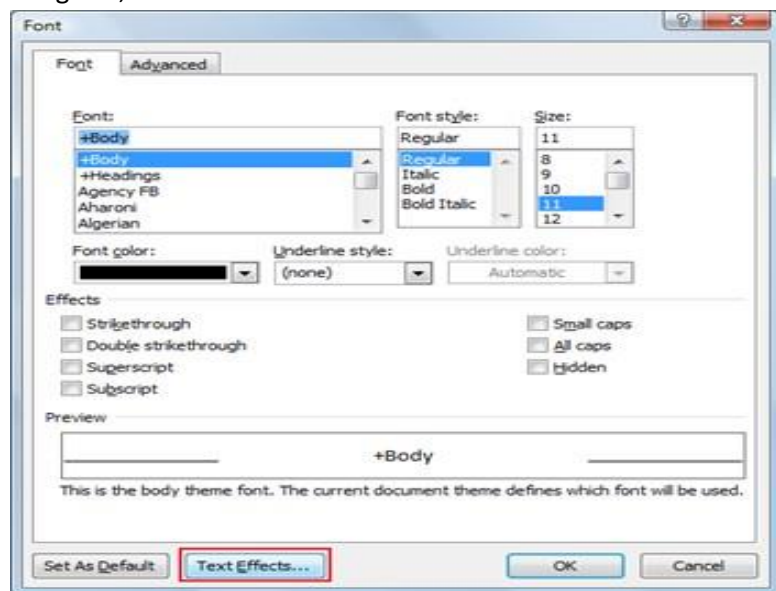 Font
Font Advanced
Font: Font style: Size:
+Body Regular 11
+Body Regular 8
+Headings Italic 9
Agency FB Bold 10
Aharoni Bold Italic 11
Algerian 12
Font color: Underline style: Underline color:
(none) Automatic
Effects
Strikethrough Small caps
Double strikethrough All caps
Superscript Hidden
Subscript
Preview
+Body
This is the body theme font. The current document theme defines which font will be used.
Set As Default Text Effects... OK Cancel